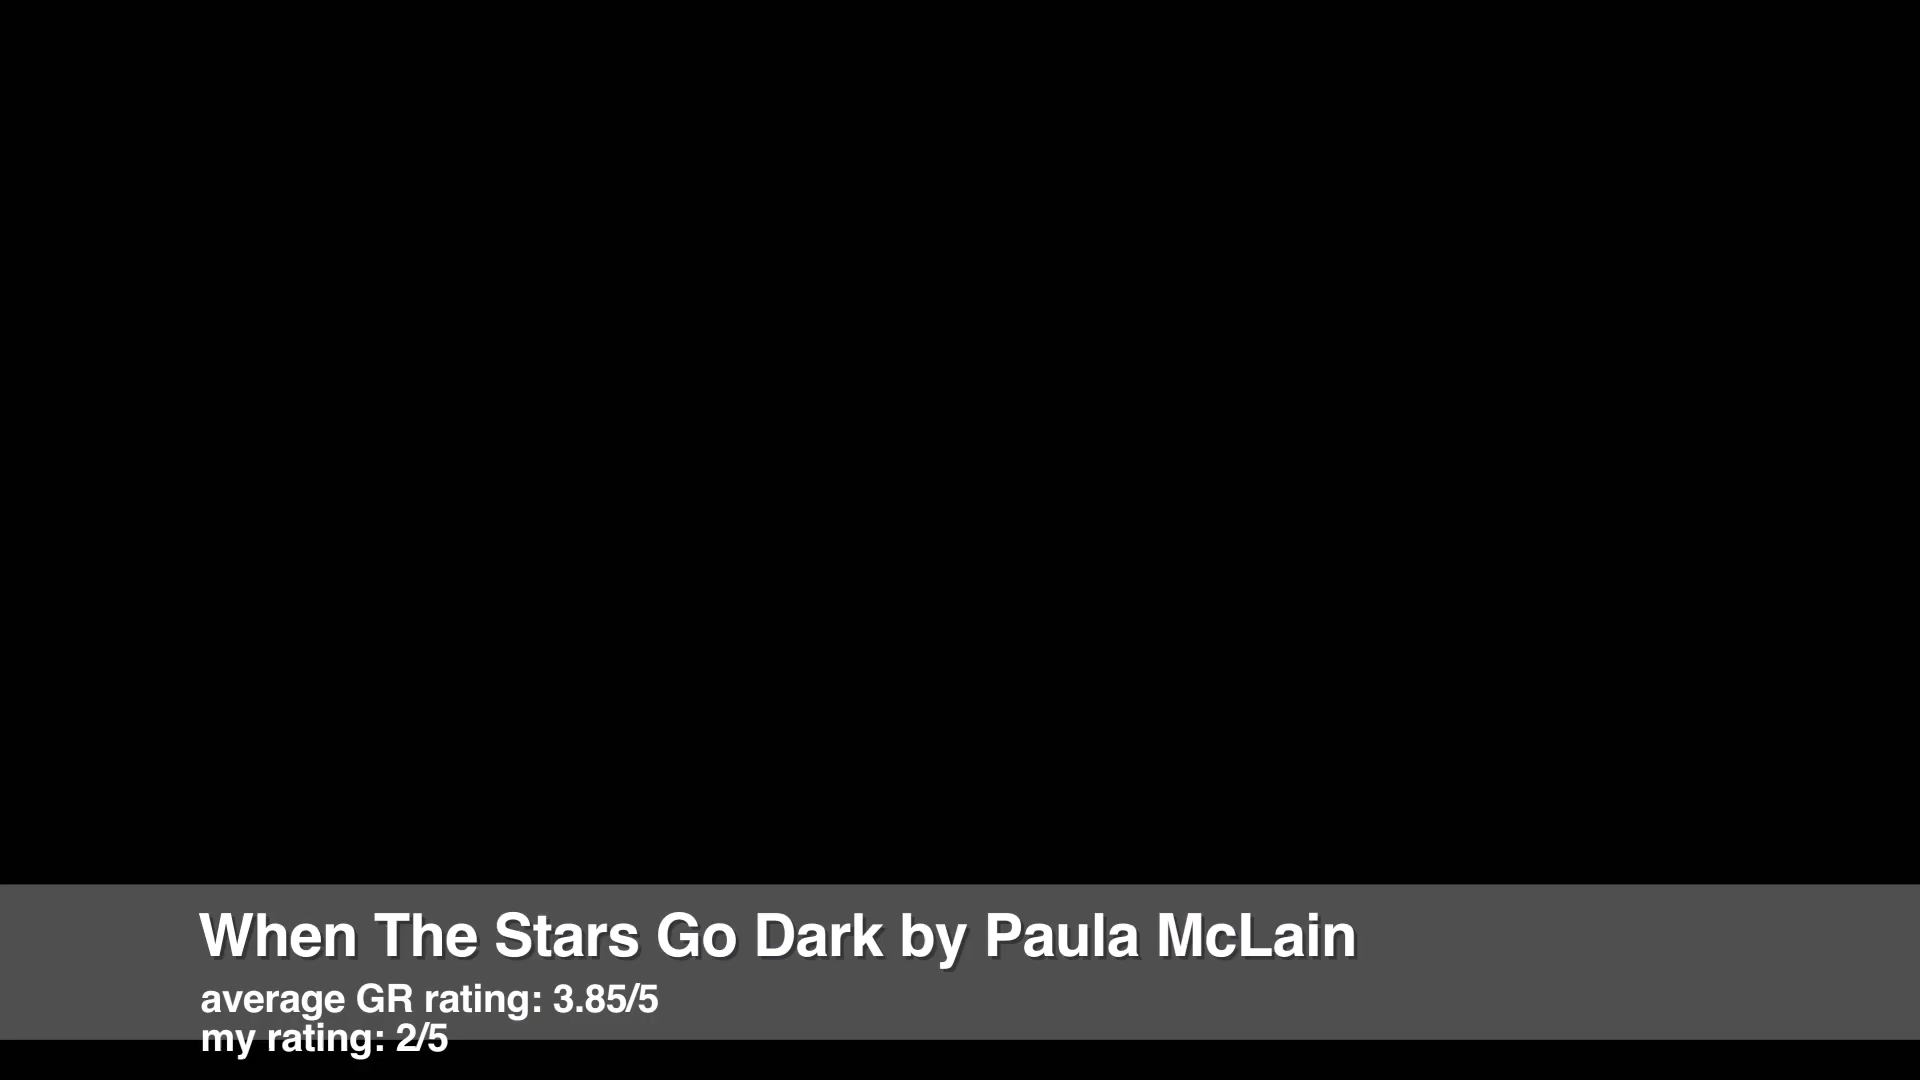 When The Stars Go Dark by Paula McLain
average GR rating: 3.85/5
my rating: 2/5